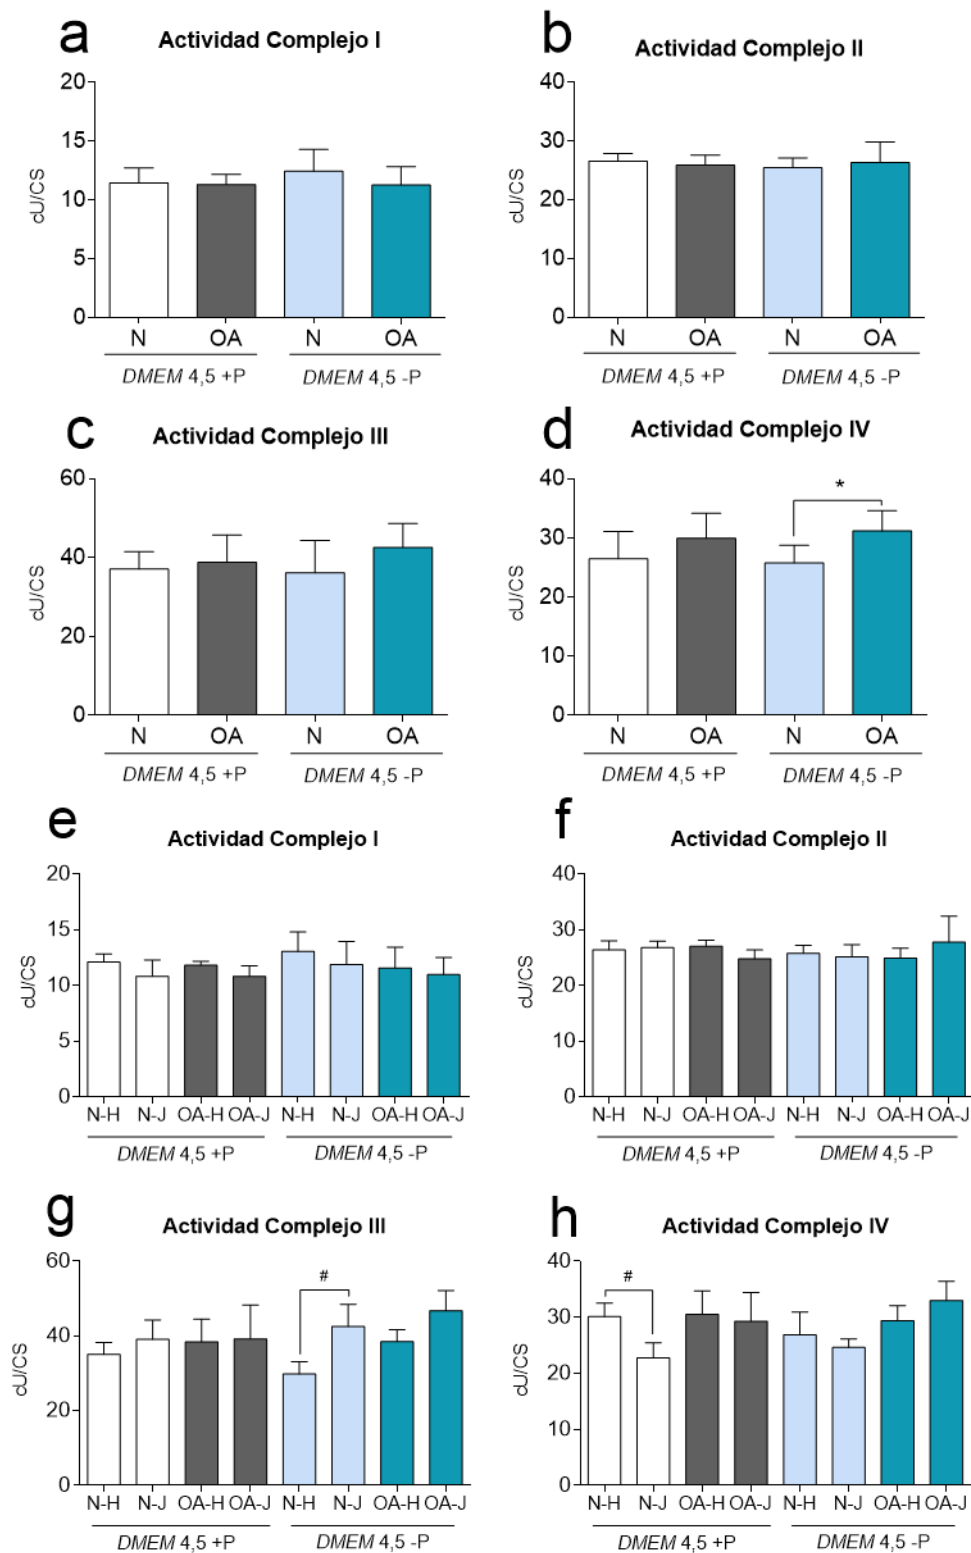 a
Actividad Complejo I
20
15
10
5
0
cU/CS
N OA N OA
DMEM 4,5 +P DMEM 4,5 -P
b
Actividad Complejo II
40
30
20
10
0
cU/CS
N OA N OA
DMEM 4,5 +P DMEM 4,5 -P
c
Actividad Complejo III
60
40
20
0
cU/CS
N OA N OA
DMEM 4,5 +P DMEM 4,5 -P
d
Actividad Complejo IV
40
30
20
10
0
cU/CS
*
N OA N OA
DMEM 4,5 +P DMEM 4,5 -P
e
Actividad Complejo I
20
15
10
5
0
cU/CS
N-H N-J OA-H OA-J N-H N-J OA-H OA-J
DMEM 4,5 +P DMEM 4,5 -P
f
Actividad Complejo II
40
30
20
10
0
cU/CS
N-H N-J OA-H OA-J N-H N-J OA-H OA-J
DMEM 4,5 +P DMEM 4,5 -P
g
Actividad Complejo III
60
40
20
0
cU/CS
#
N-H N-J OA-H OA-J N-H N-J OA-H OA-J
DMEM 4,5 +P DMEM 4,5 -P
h
Actividad Complejo IV
40
30
20
10
0
cU/CS
#
N-H N-J OA-H OA-J N-H N-J OA-H OA-J
DMEM 4,5 +P DMEM 4,5 -P